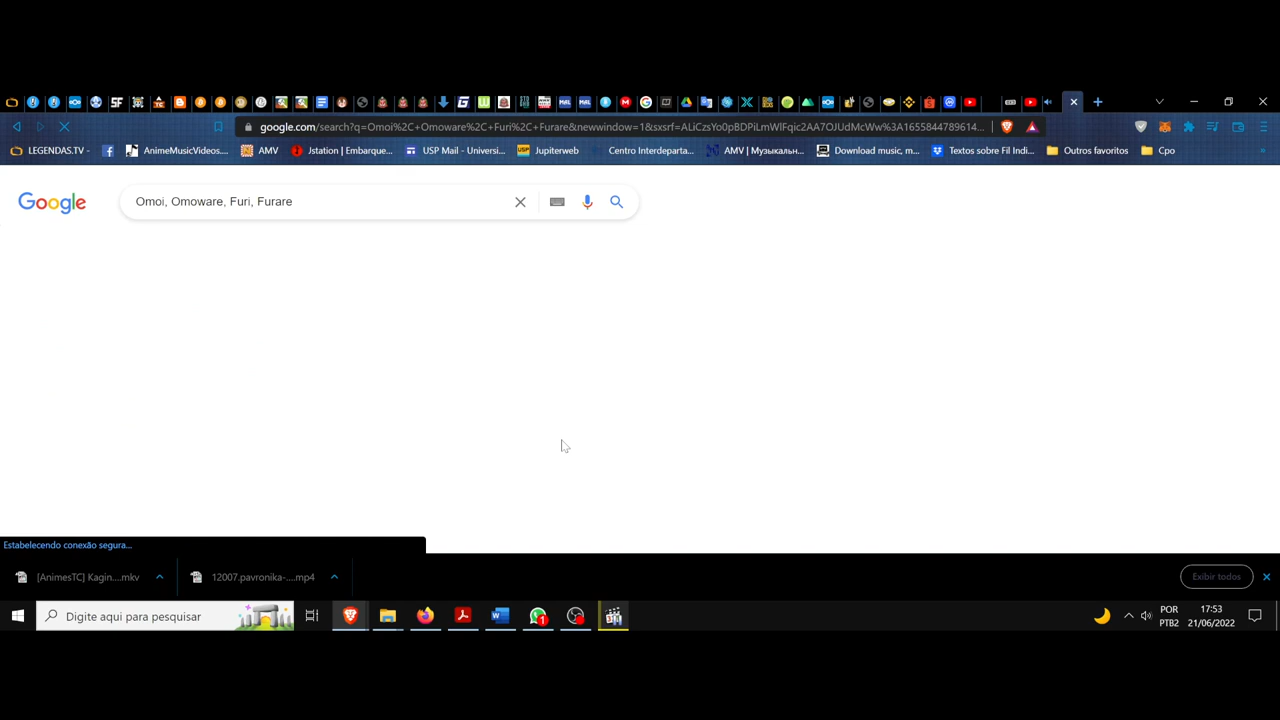 google.com/search?q=Omoi%2C+Omoware%2C+Furi%2C+Furare&newwindow=1&sxsrf=ALiCzsYo0pBDPiLmWlFqic2AA7OJUdMcWw%3A1655844789614...
LEGENDAS.TV - AnimeMusicVideos.... AMV Jstation | Embarque... USP Mail - Universi... Jupiterweb Centro Interdeparta... AMV | Музыкальн... Download music, m... Textos sobre Fil Indi... Outros favoritos Cpo
Google Omoi, Omoware, Furi, Furare
Estabelecendo conexão segura...
[AnimesTC] Kagin....mkv 12007.pavronika-....mp4 Exibir todos
Digite aqui para pesquisar
POR 17:53
PTB2 21/06/2022